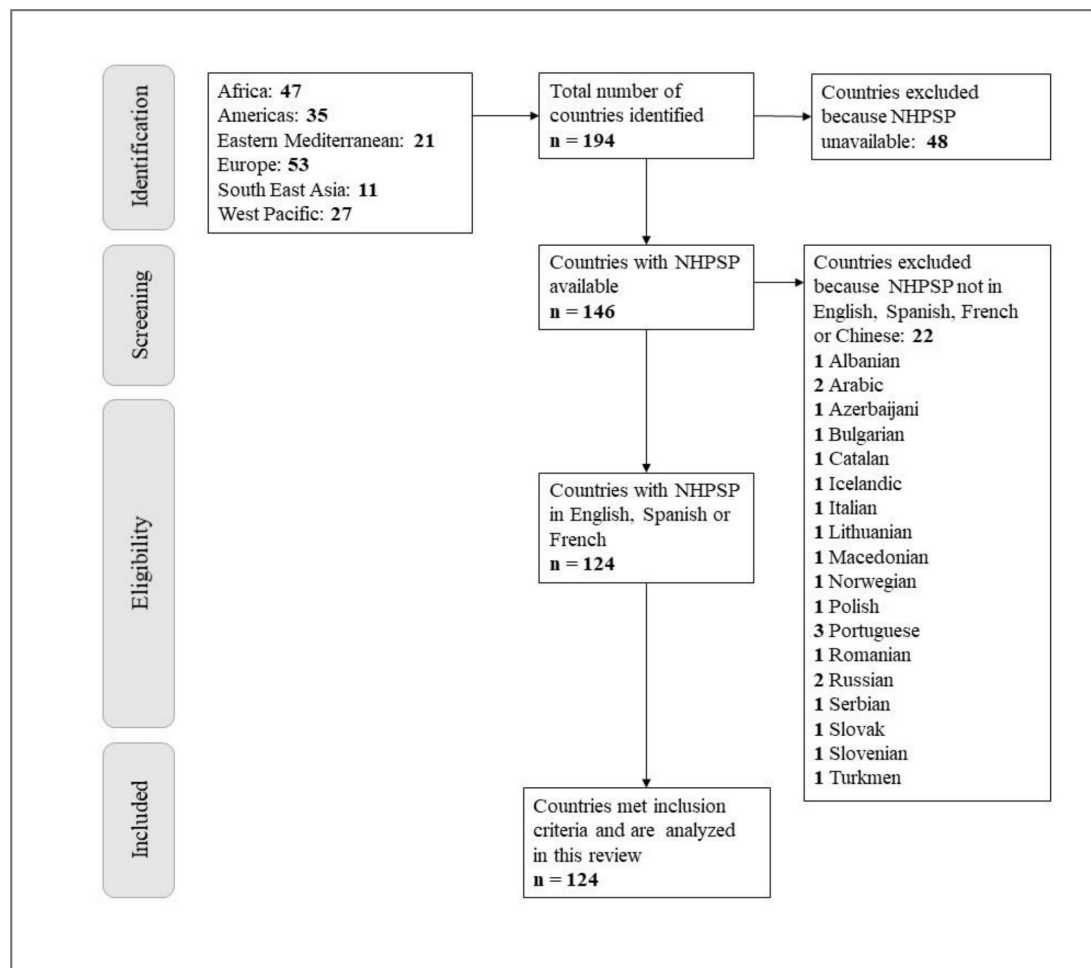 Identification
Africa: 47
Americas: 35
Eastern Mediterranean: 21
Europe: 53
South East Asia: 11
West Pacific: 27
Total number of
countries identified
n = 194
Countries excluded
because NHPSP
unavailable: 48
Screening
Countries with NHPSP
available
n = 146
Countries excluded
because NHPSP not in
English, Spanish, French
or Chinese: 22
1 Albanian
2 Arabic
1 Azerbaijani
1 Bulgarian
1 Catalan
1 Icelandic
1 Italian
1 Lithuanian
1 Macedonian
1 Norwegian
1 Polish
3 Portuguese
1 Romanian
2 Russian
1 Serbian
1 Slovak
1 Slovenian
1 Turkmen
Eligibility
Countries with NHPSP
in English, Spanish or
French
n = 124
Included
Countries met inclusion
criteria and are analyzed
in this review
n = 124